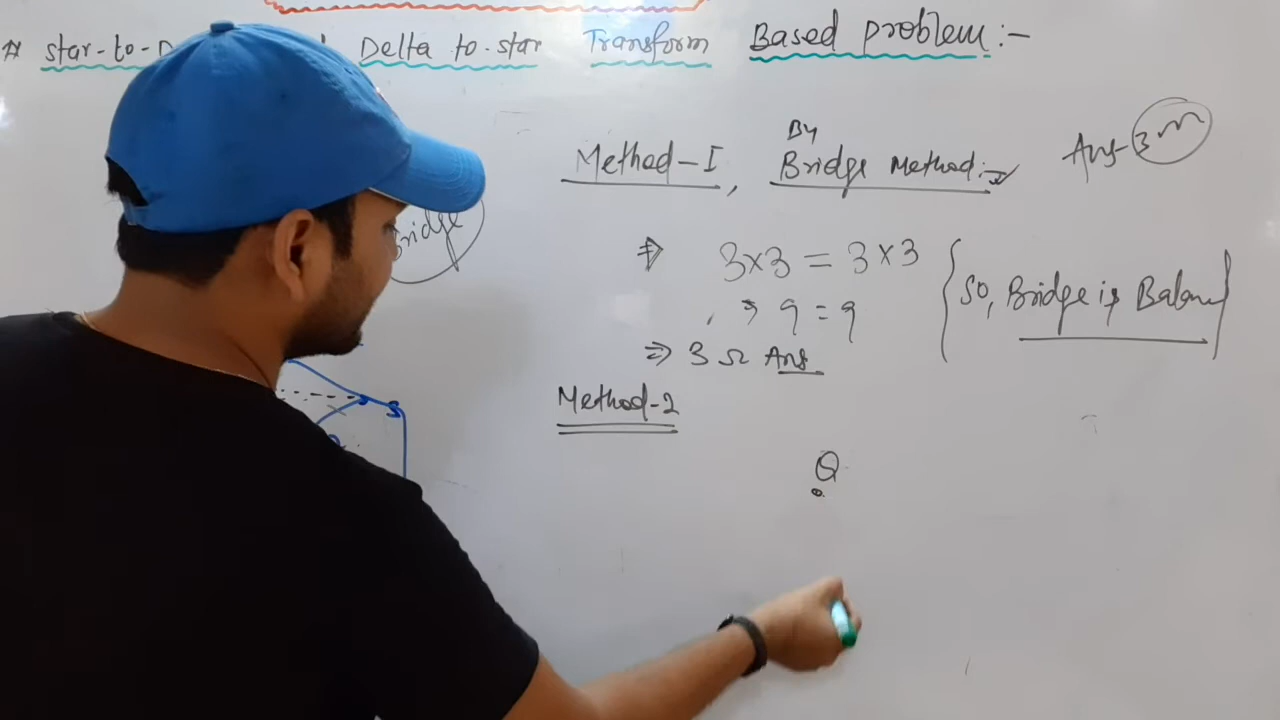 # star-to- Delta to-star Transform Based problem:-
Method-I, By Bridge Method:-
Ans- 3
⇒ 3×3 = 3×3 { So, Bridge is
⇒ 9 = 9
⇒ 3 Ω Ans
Method-2
Q
S